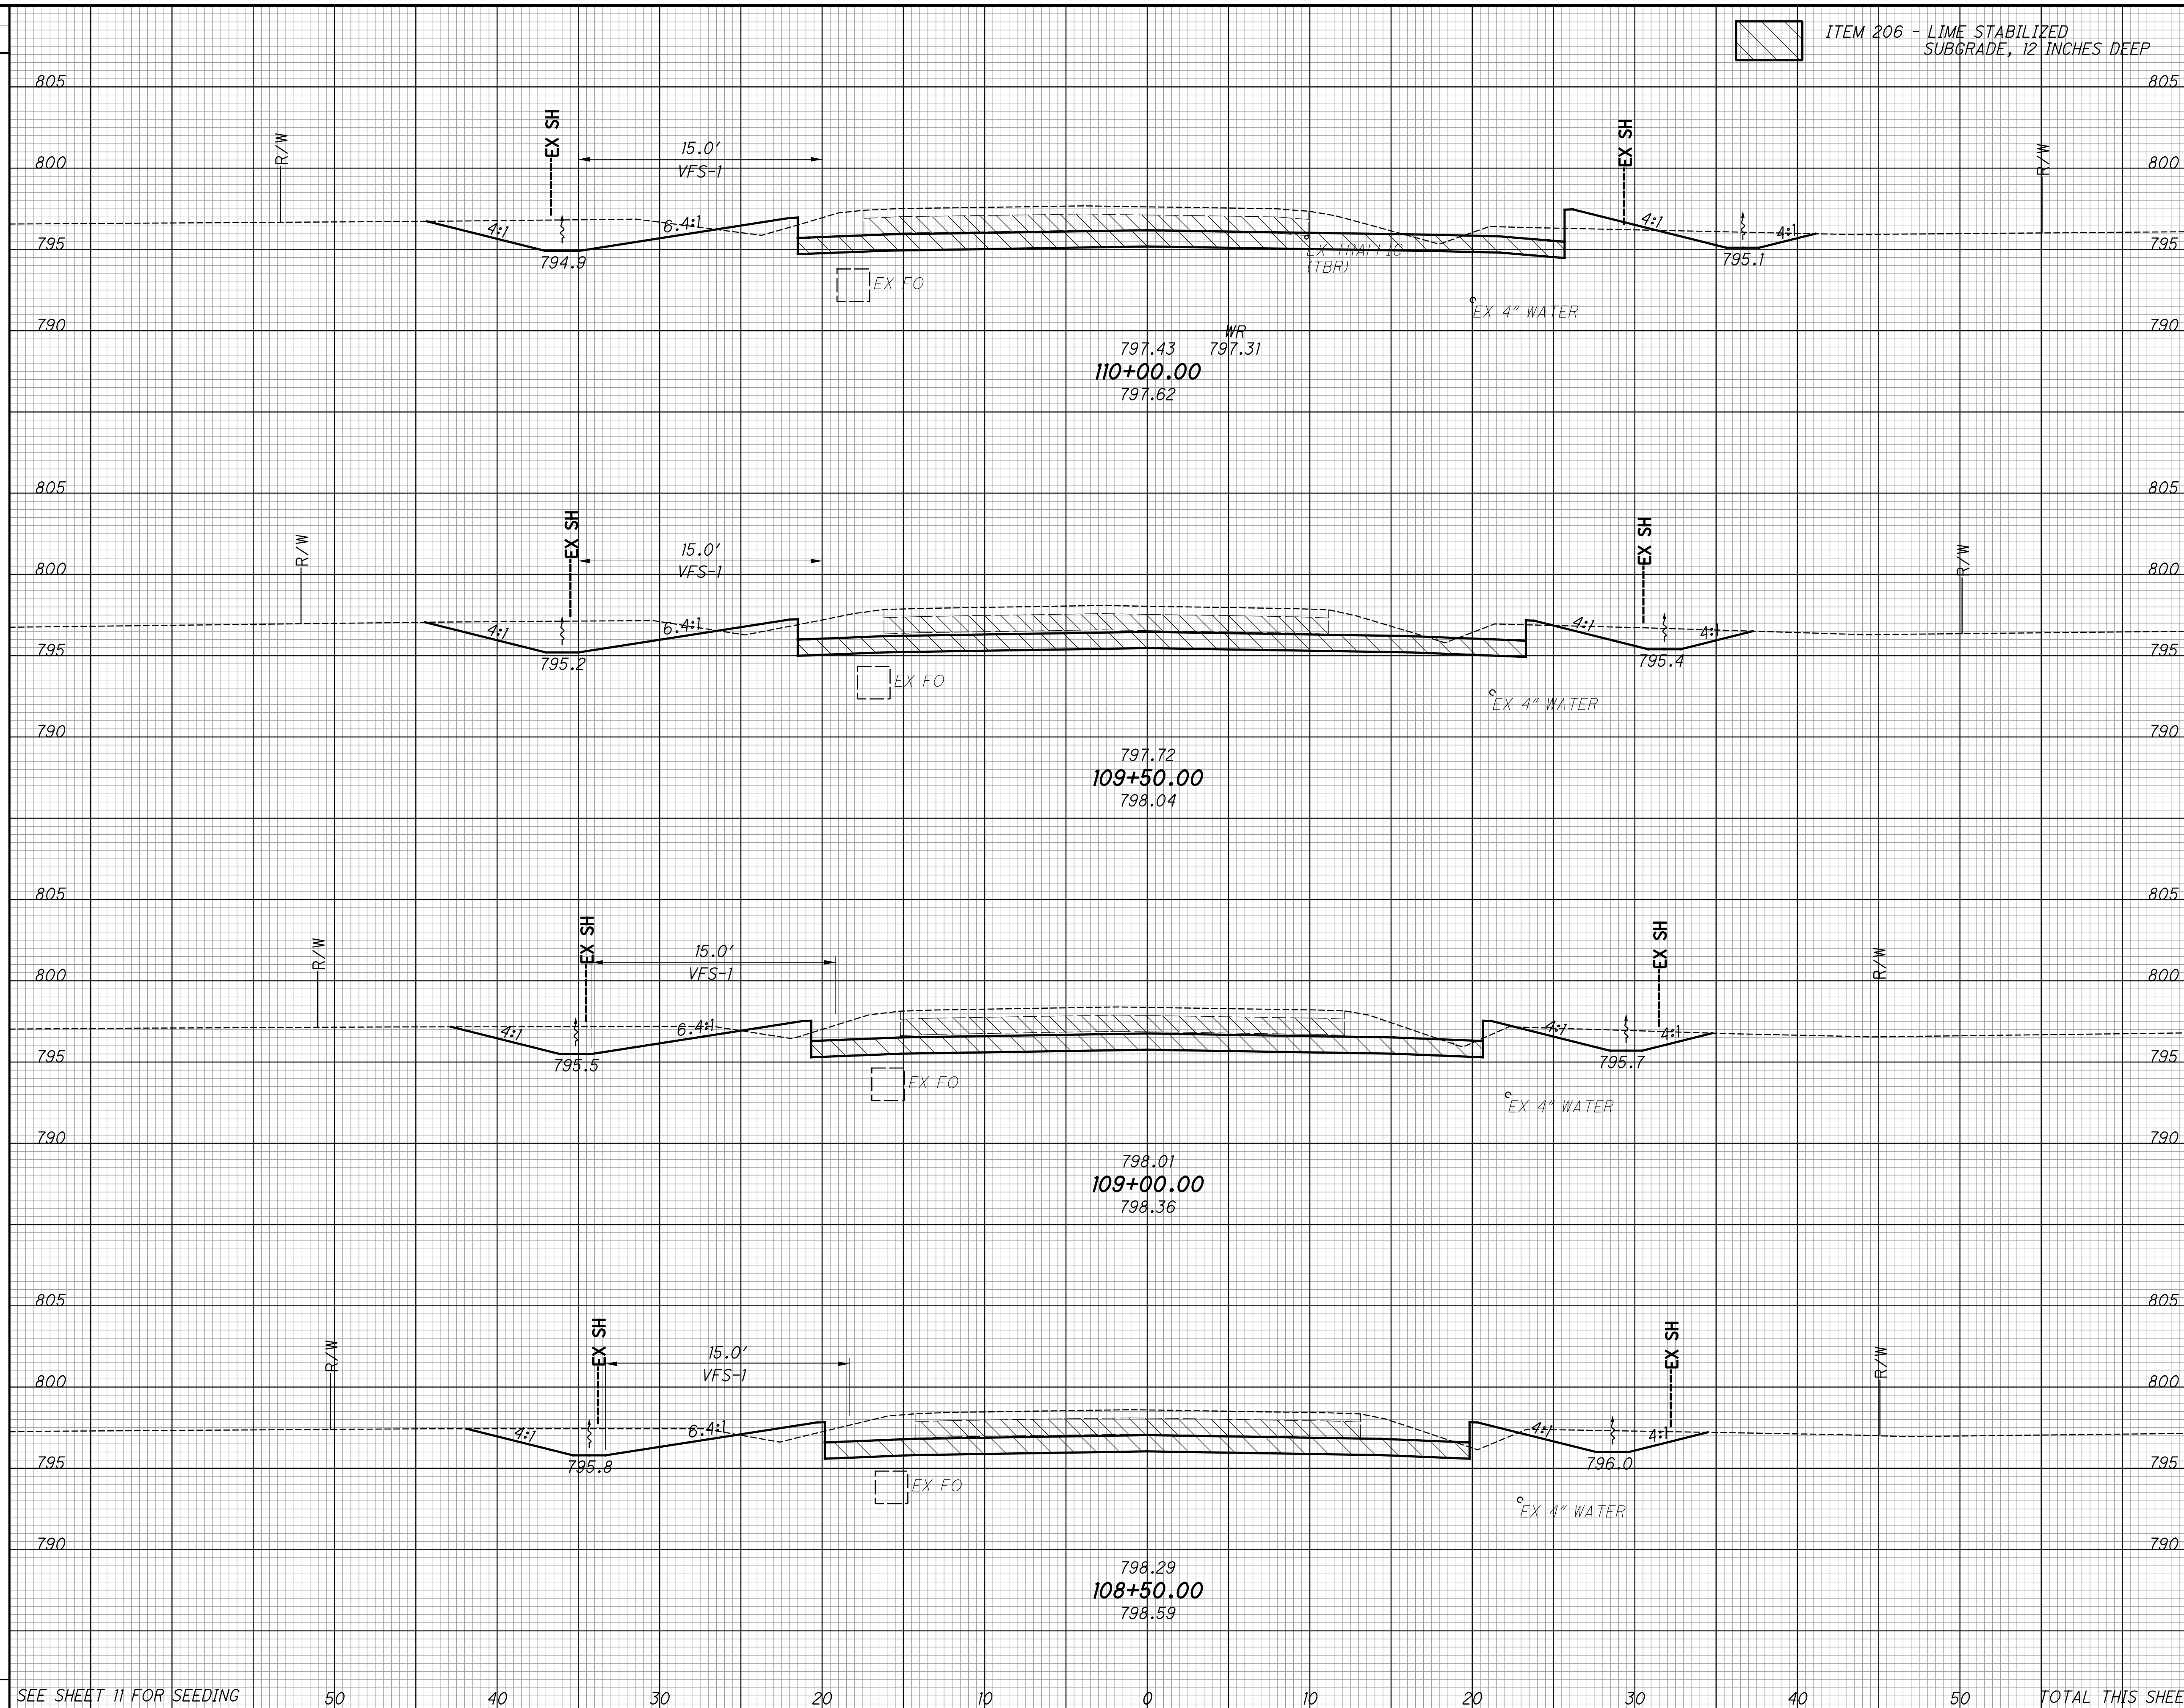 ITEM 206 - LIME STABILIZED
SUBGRADE, 12 INCHES DEEP
805 805
EX SH EX SH
R/W 15.0' R/W
800 VFS-1 800
4:1 6.4:1 4:1 4:1
795 795
794.9 EX TRAFFIC 795.1
(TBR)
EX FO
EX 4" WATER
790 790
WR
797.43 797.31
110+00.00
797.62
805 805
EX SH EX SH
R/W 15.0' R/W
800 VFS-1 800
4:1 6.4:1 4:1 4:1
795 795
795.2 795.4
EX FO
EX 4" WATER
790 790
797.72
109+50.00
798.04
805 805
EX SH EX SH
R/W 15.0' R/W
800 VFS-1 800
4:1 6.4:1 4:1 4:1
795 795
795.5 795.7
EX FO
EX 4" WATER
790 790
798.01
109+00.00
798.36
805 805
EX SH EX SH
R/W 15.0' R/W
800 VFS-1 800
4:1 6.4:1 4:1 4:1
795 795
795.8 796.0
EX FO
EX 4" WATER
790 790
798.29
108+50.00
798.59
SEE SHEET 11 FOR SEEDING 50 40 30 20 10 0 10 20 30 40 50 TOTAL THIS SHEE